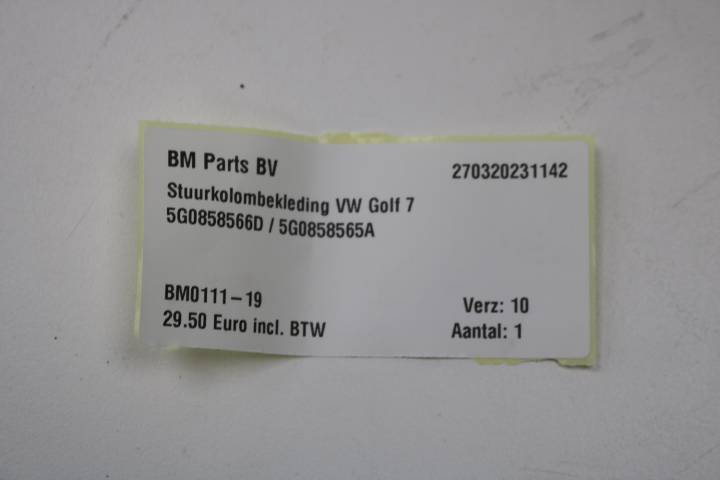 BM Parts BV 270320231142
Stuurkolombekleding VW Golf 7
5G0858566D / 5G0858565A
BM0111-19 Verz: 10
29.50 Euro incl. BTW Aantal: 1